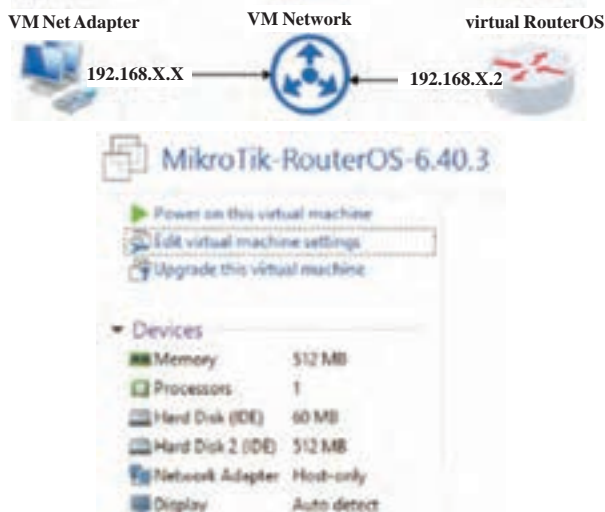 VM Net Adapter VM Network virtual RouterOS
192.168.X.X 192.168.X.2
MikroTik-RouterOS-6.40.3
Power on this virtual machine
Edit virtual machine settings
Upgrade this virtual machine
Devices
Memory 512 MB
Processors 1
Hard Disk (IDE) 60 MB
Hard Disk 2 (IDE) 512 MB
Network Adapter Host-only
Display Auto detect